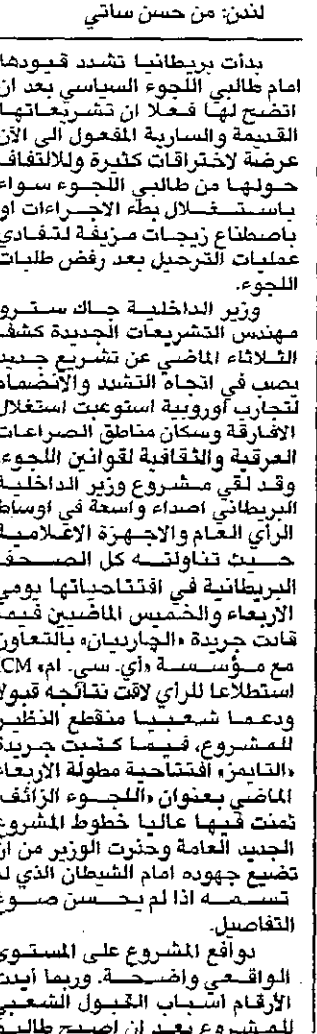 لندن: من حسن ساتي
بدأت بريطانيا تشدد قيودها
امام طالبي اللجوء السياسي بعد ان
اتضح لها فعلا ان تشريعاتها
القديمة والسارية المفعول الى الآن
عرضة لاختراقات كثيرة وللالتفاف
حولها من طالبي اللجوء سواء
باستغلال بطء الاجراءات او
باصطناع زيجات مزيفة لتفادي
عمليات الترحيل بعد رفض طلبات
اللجوء.
وزير الداخلية جاك سترو
مهندس التشريعات الجديدة كشف
الثلاثاء الماضي عن تشريع جديد
يصب في اتجاه التشدد والانضمام
لتجارب اوروبية استوعبت استغلال
الافارقة وسكان مناطق الصراعات
العرقية والثقافية لقوانين اللجوء.
وقد لقي مشروع وزير الداخلية
البريطاني اصداء واسعة في اوساط
الرأي العام والاجهزة الاعلامية
حيث تناولته كل الصحف
البريطانية في افتتاحياتها يومي
الاربعاء والخميس الماضيين فيما
قادت جريدة «الجارديان» بالتعاون
مع مؤسسة «أي. سي. ام» ICM
استطلاعا للرأي لاقت نتائجه قبولا
ودعما شعبيا منقطع النظير
للمشروع، فيما كتبت جريدة
«التايمز» افتتاحية مطولة الاربعاء
الماضي بعنوان «اللجوء الزائف»
ثمنت فيها عاليا خطوط المشروع
الجديد العامة وحذرت الوزير من ان
تضيع جهوده امام الشيطان الذي لم
تسمه اذا لم يحسن صوغ
التفاصيل.
دوافع المشروع على المستوى
الواقعي واضحة. وربما أبدت
الأرقام اسباب القبول الشعبي
للمشروع بعد ان اصبح طالبو